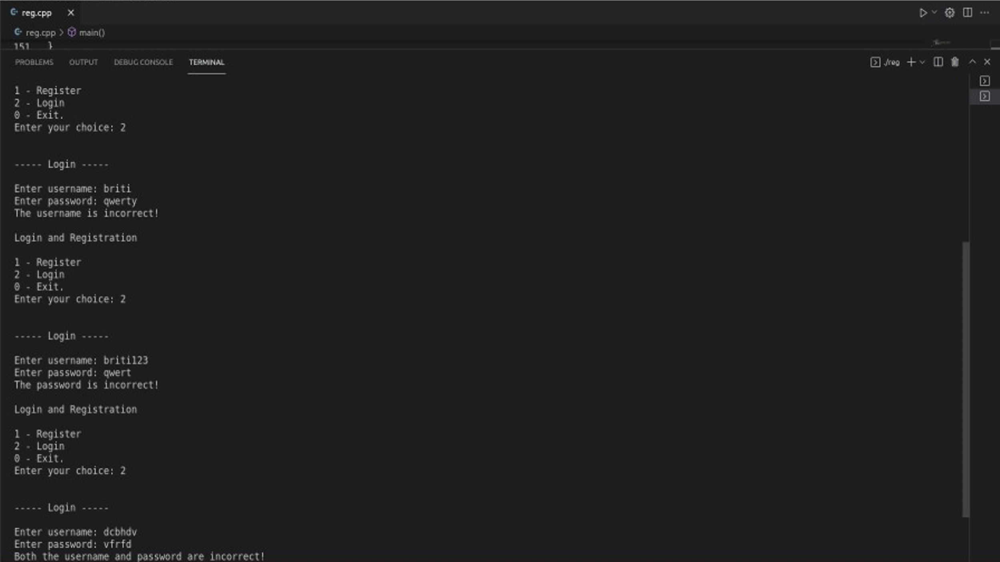 reg.cpp
reg.cpp > main()
151 }
PROBLEMS OUTPUT DEBUG CONSOLE TERMINAL ./reg
1 - Register
2 - Login
0 - Exit.
Enter your choice: 2
----- Login -----
Enter username: briti
Enter password: qwerty
The username is incorrect!
Login and Registration
1 - Register
2 - Login
0 - Exit.
Enter your choice: 2
----- Login -----
Enter username: briti123
Enter password: qwert
The password is incorrect!
Login and Registration
1 - Register
2 - Login
0 - Exit.
Enter your choice: 2
----- Login -----
Enter username: dcbhdv
Enter password: vfrfd
Both the username and password are incorrect!